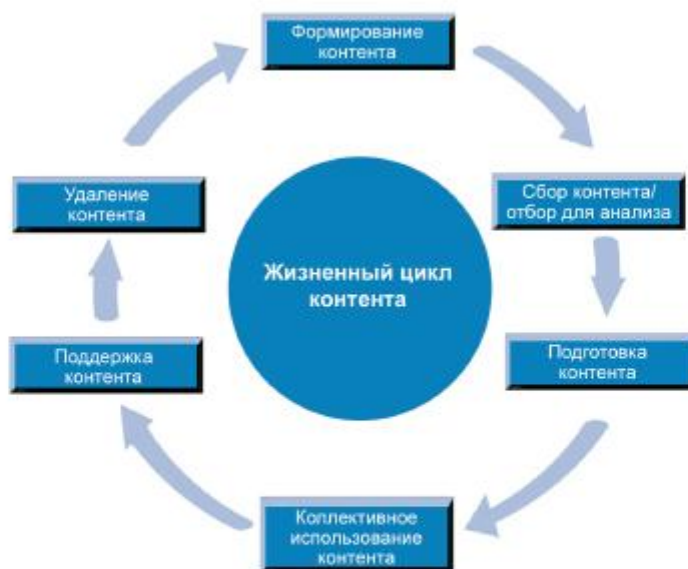 Формирование
контента
Сбор контента/
отбор для анализа
Подготовка
контента
Коллективное
использование
контента
Поддержка
контента
Удаление
контента
Жизненный цикл
контента